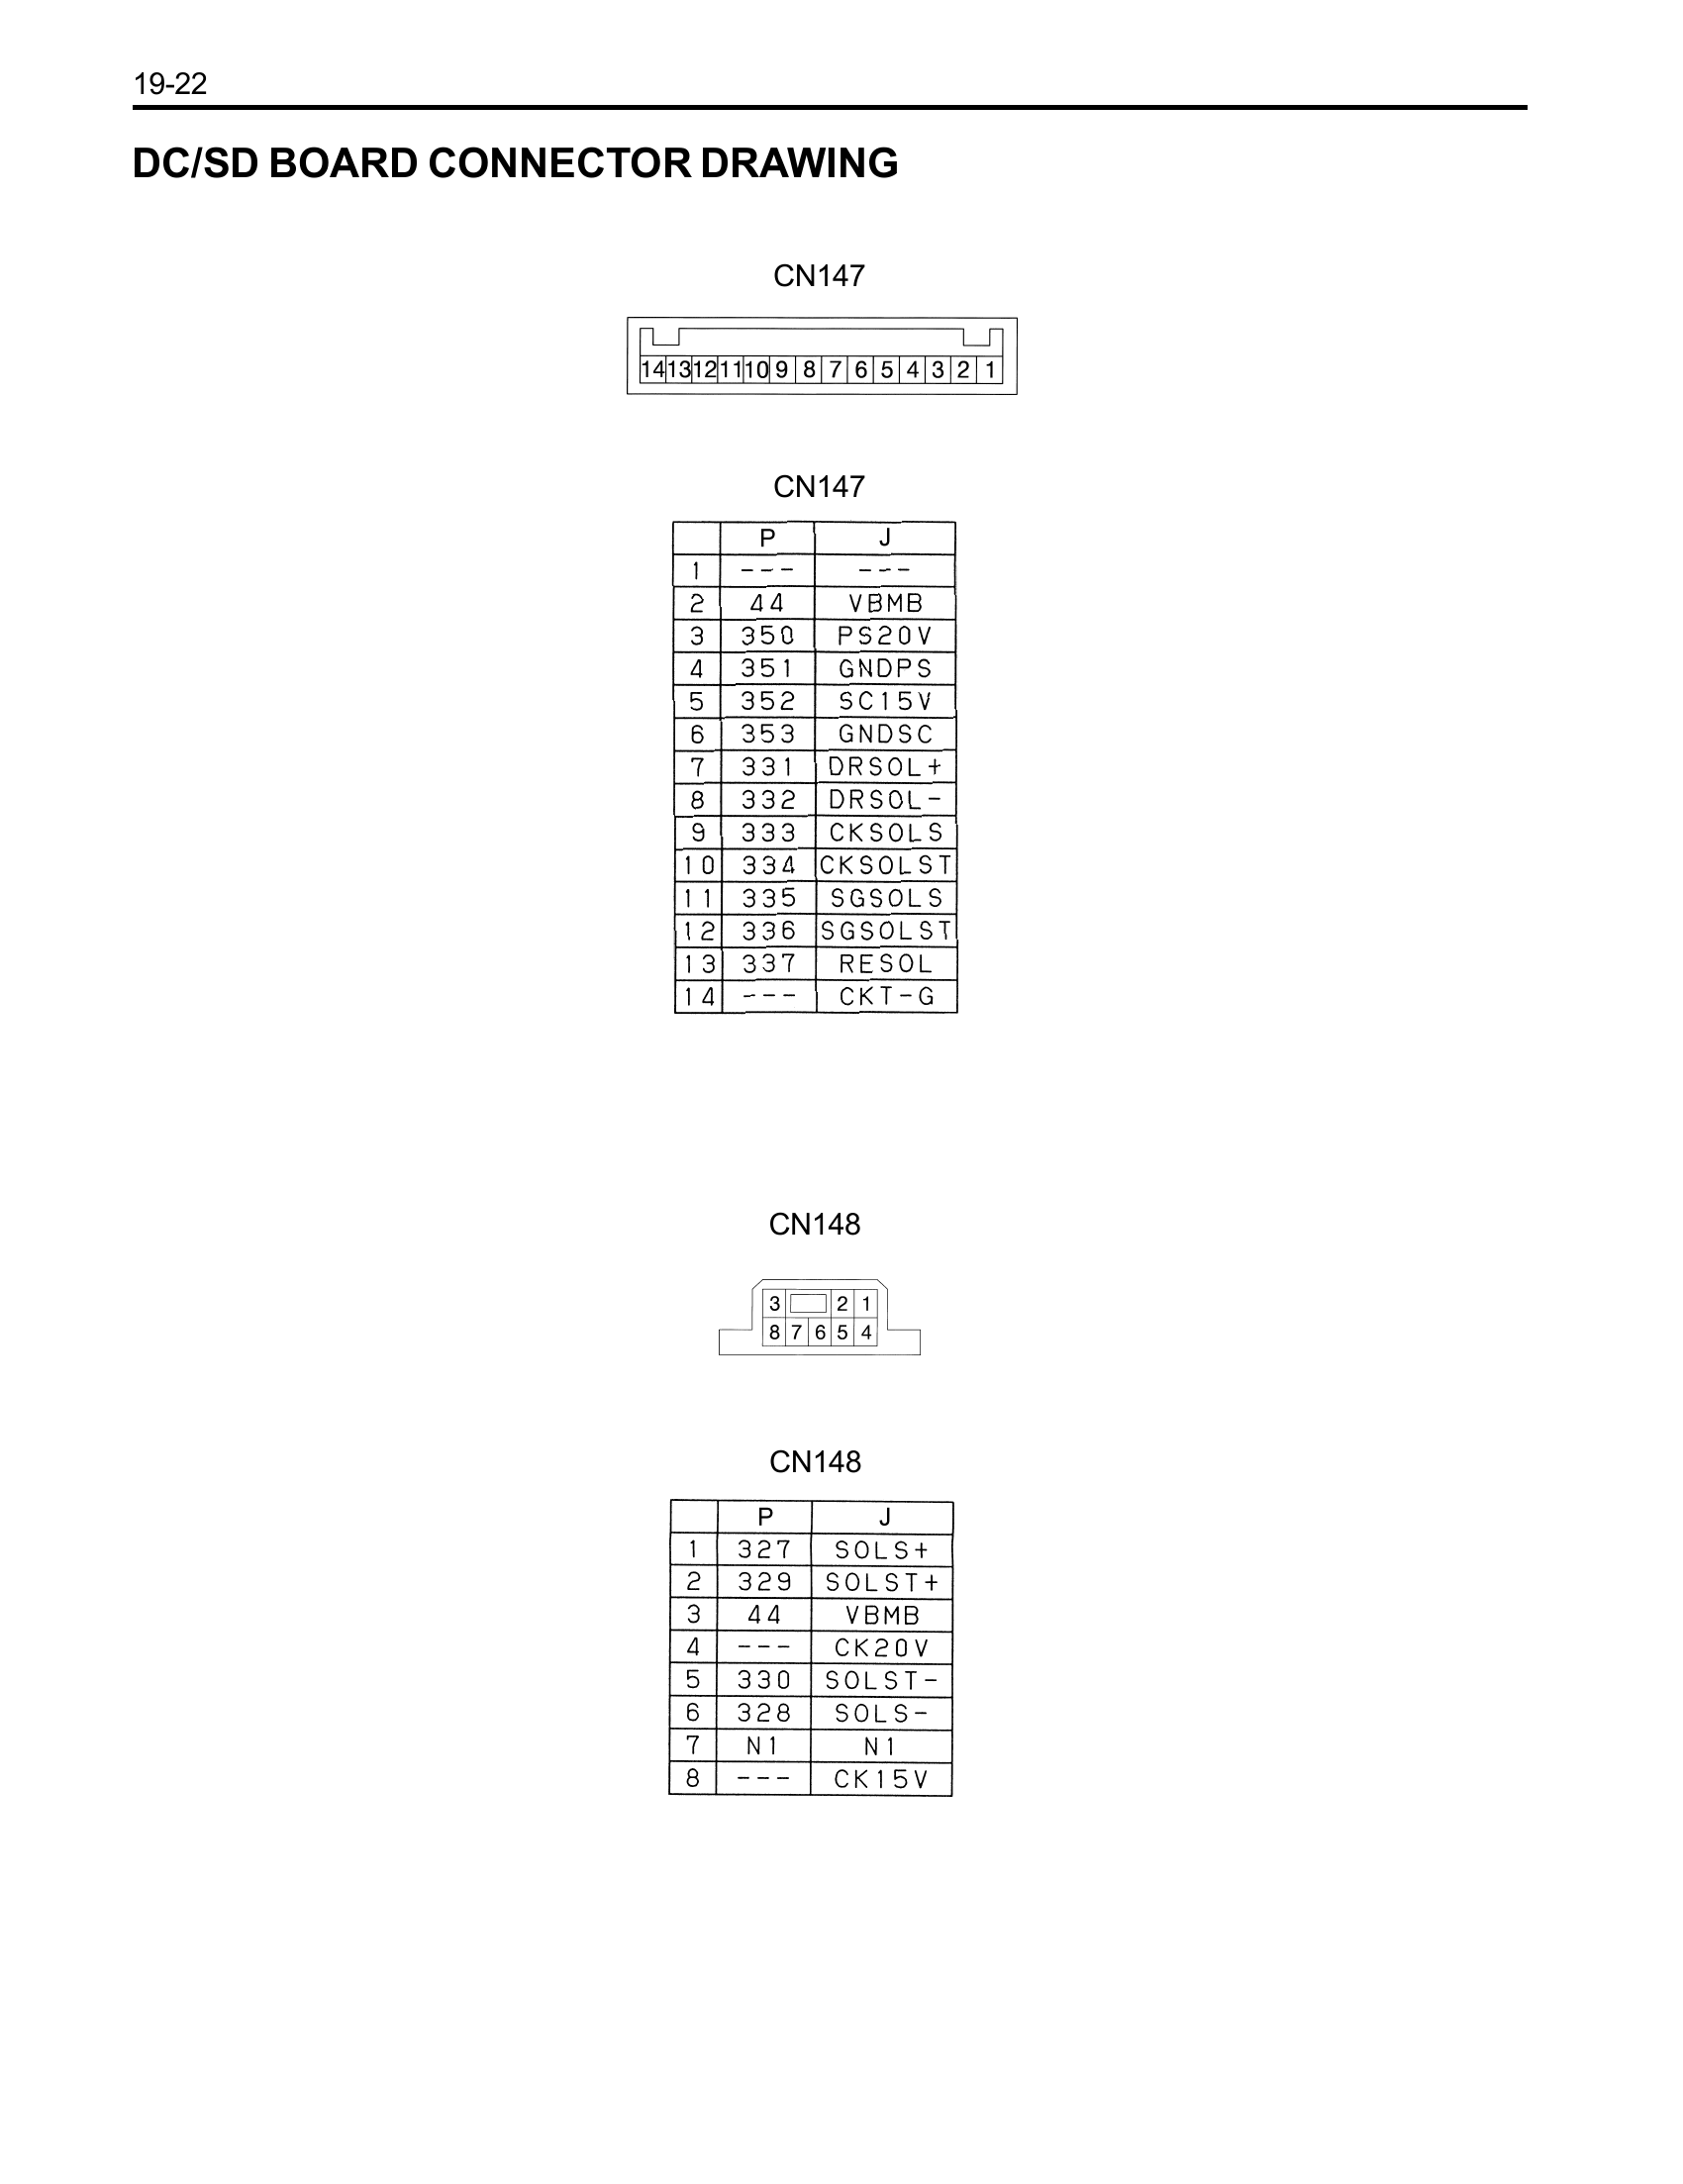 19-22
DC/SD BOARD CONNECTOR DRAWING
CN147
14 13 12 11 10 9 8 7 6 5 4 3 2 1
CN147
P J
1 --- ---
2 44 VBMB
3 350 PS20V
4 351 GNDPS
5 352 SC15V
6 353 GNDSC
7 331 DRSOL+
8 332 DRSOL-
9 333 CKSOLS
10 334 CKSOLST
11 335 SGSOLS
12 336 SGSOLST
13 337 RESOL
14 --- CKT-G
CN148
3 2 1
8 7 6 5 4
CN148
P J
1 327 SOLS+
2 329 SOLST+
3 44 VBMB
4 --- CK20V
5 330 SOLST-
6 328 SOLS-
7 N1 N1
8 --- CK15V